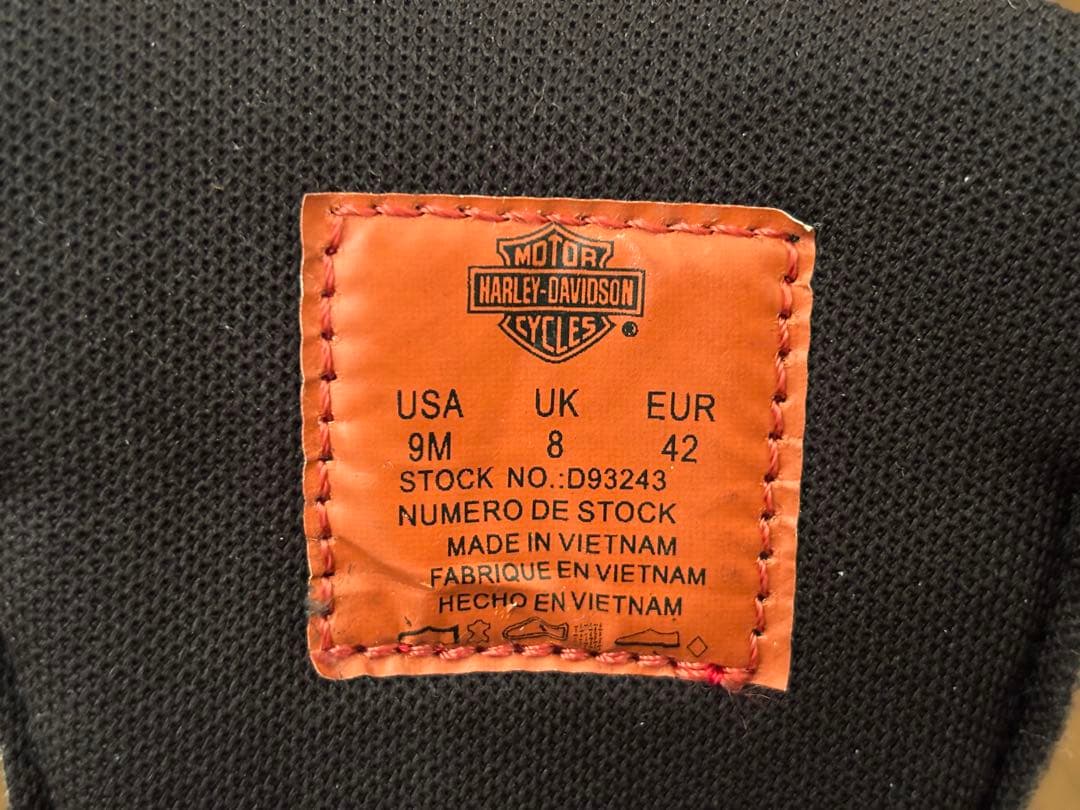 MOTOR
HARLEY-DAVIDSON
CYCLES ®
USA UK EUR
9M 8 42
STOCK NO.:D93243
NUMERO DE STOCK
MADE IN VIETNAM
FABRIQUE EN VIETNAM
HECHO EN VIETNAM